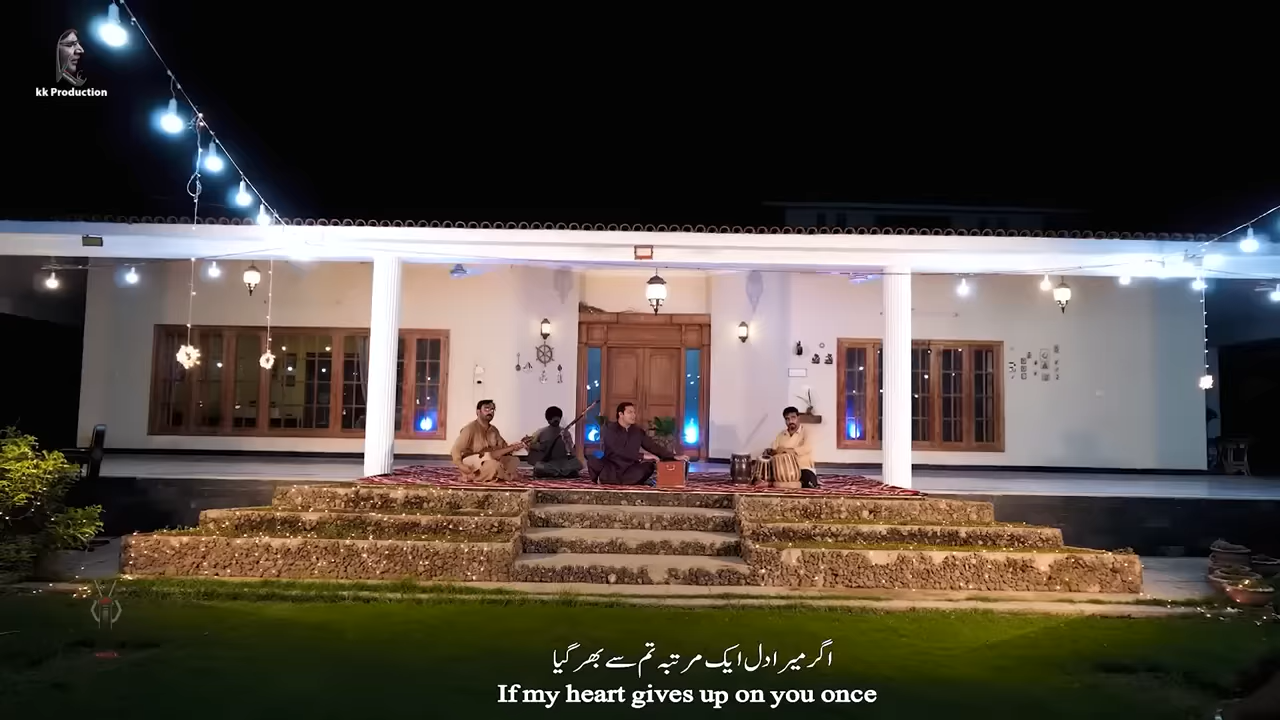 kk Production
اگر میرا دل ایک مرتبہ تم سے بھر گیا
If my heart gives up on you once